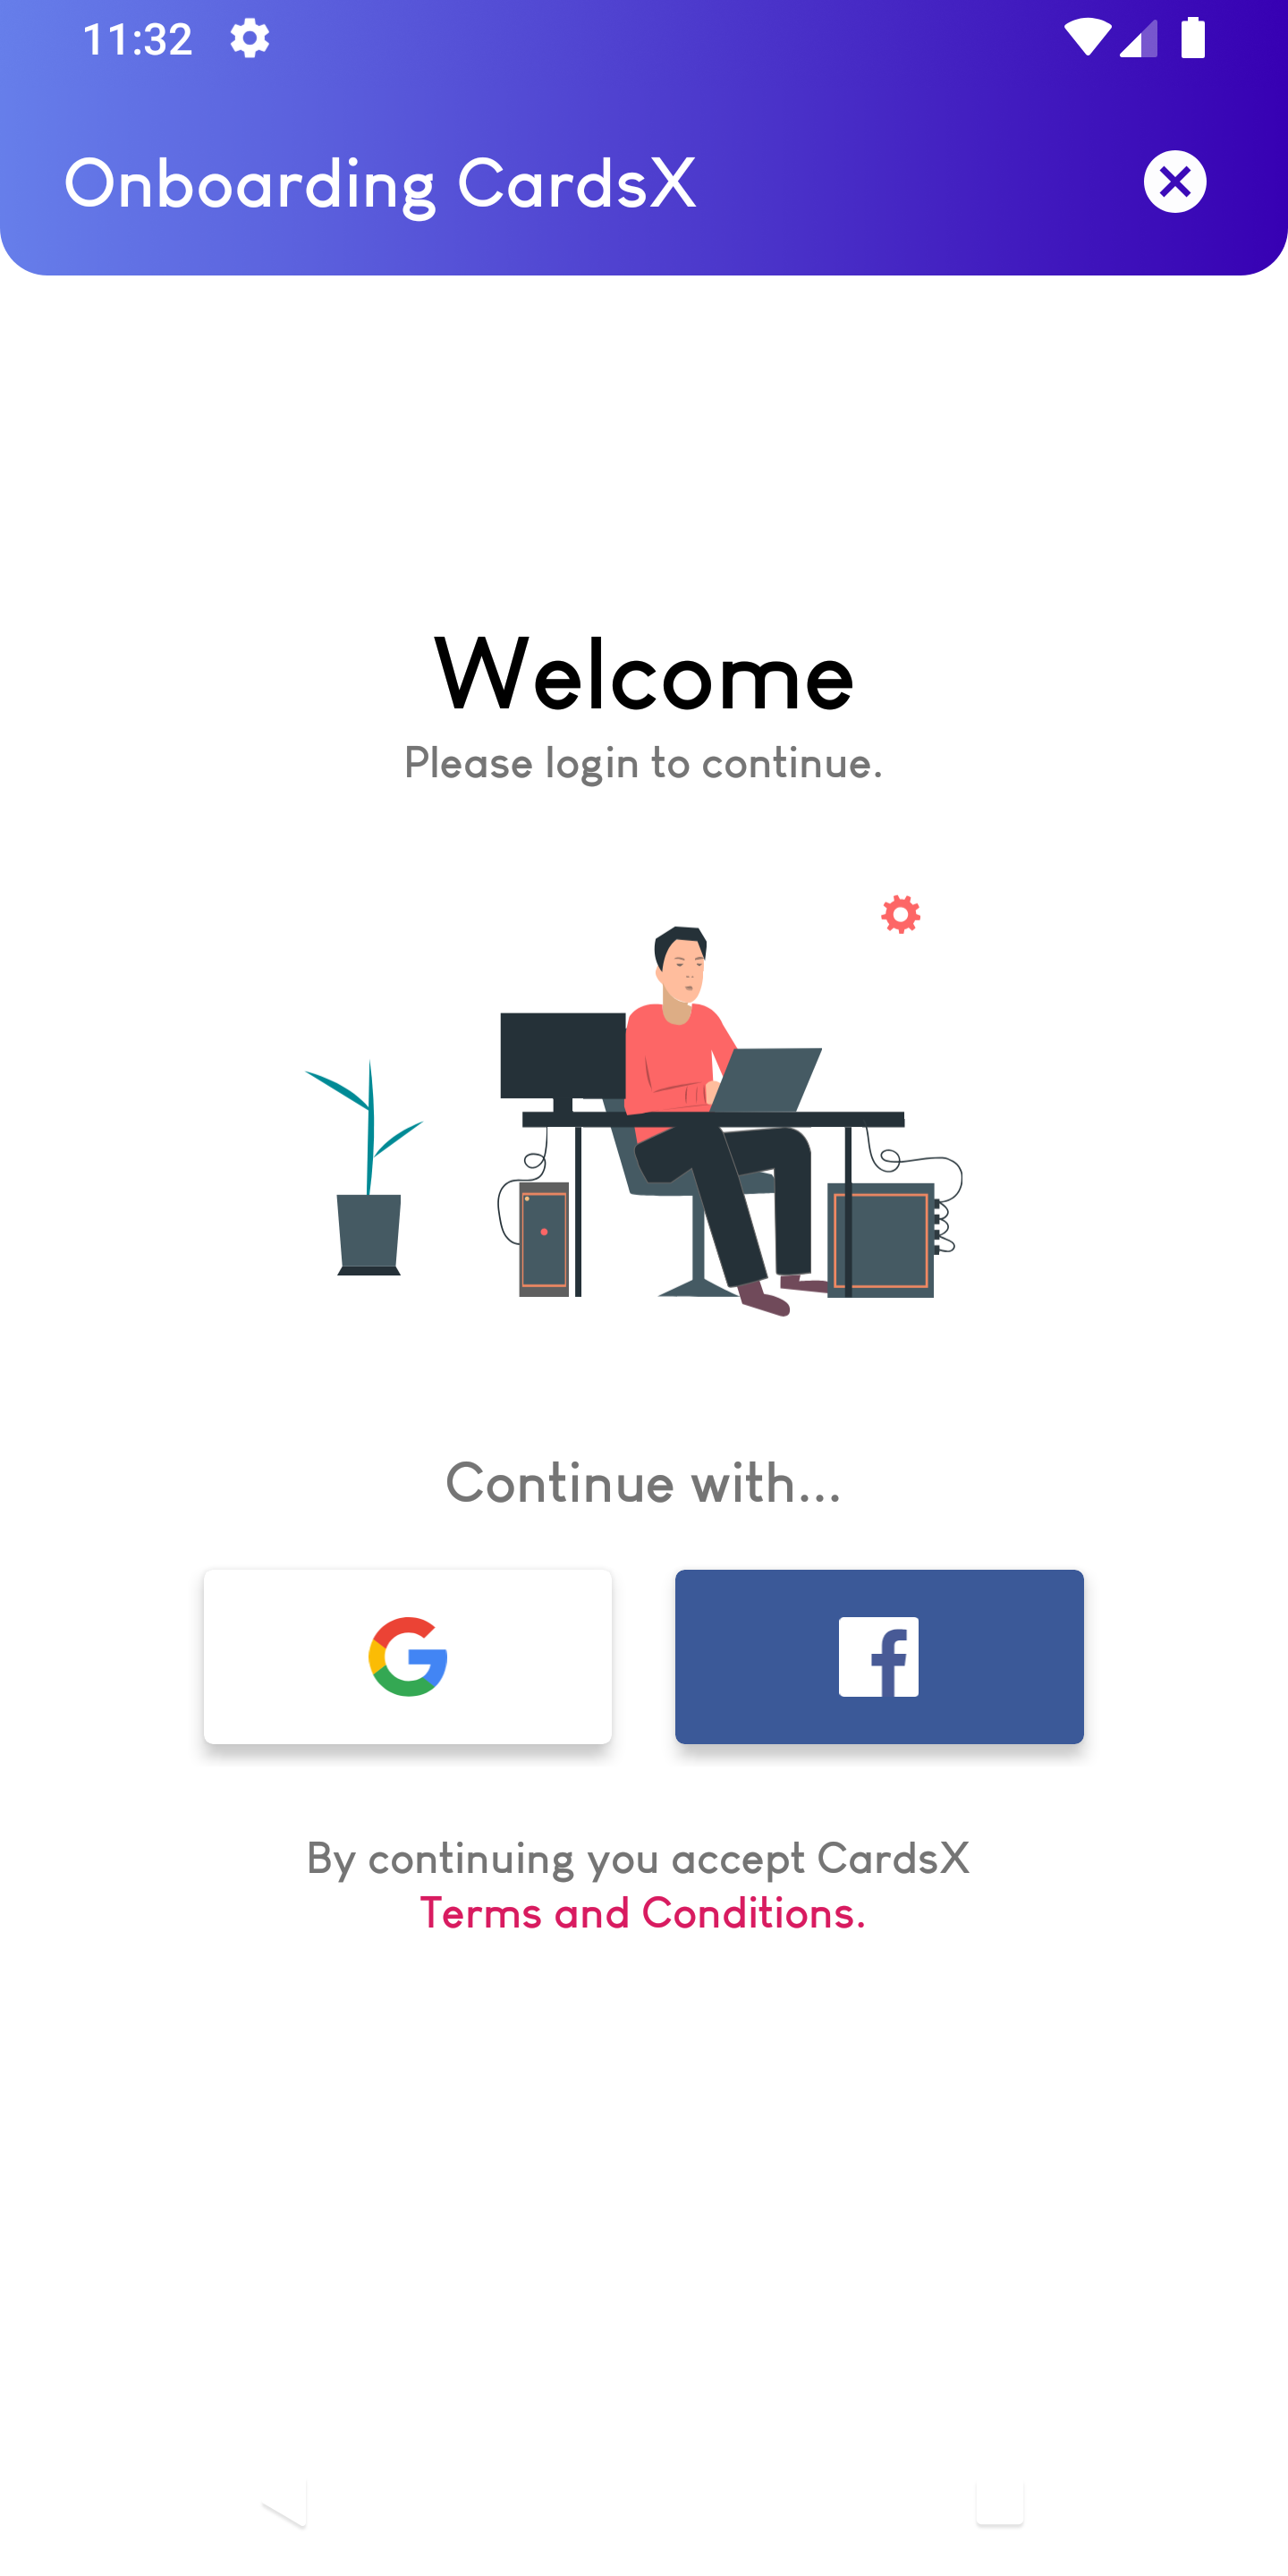 11:32
Onboarding CardsX
Welcome
Please login to continue.
Continue with...
By continuing you accept CardsX
Terms and Conditions.